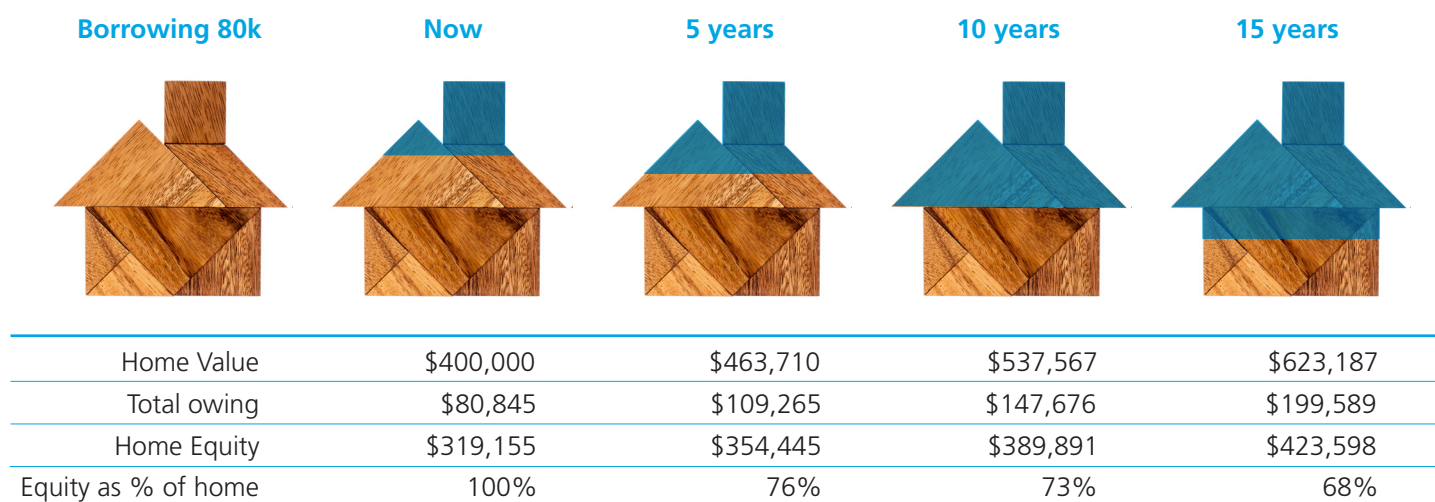 Borrowing 80k Now 5 years 10 years 15 years
Home Value $400,000 $463,710 $537,567 $623,187
Total owing $80,845 $109,265 $147,676 $199,589
Home Equity $319,155 $354,445 $389,891 $423,598
Equity as % of home 100% 76% 73% 68%